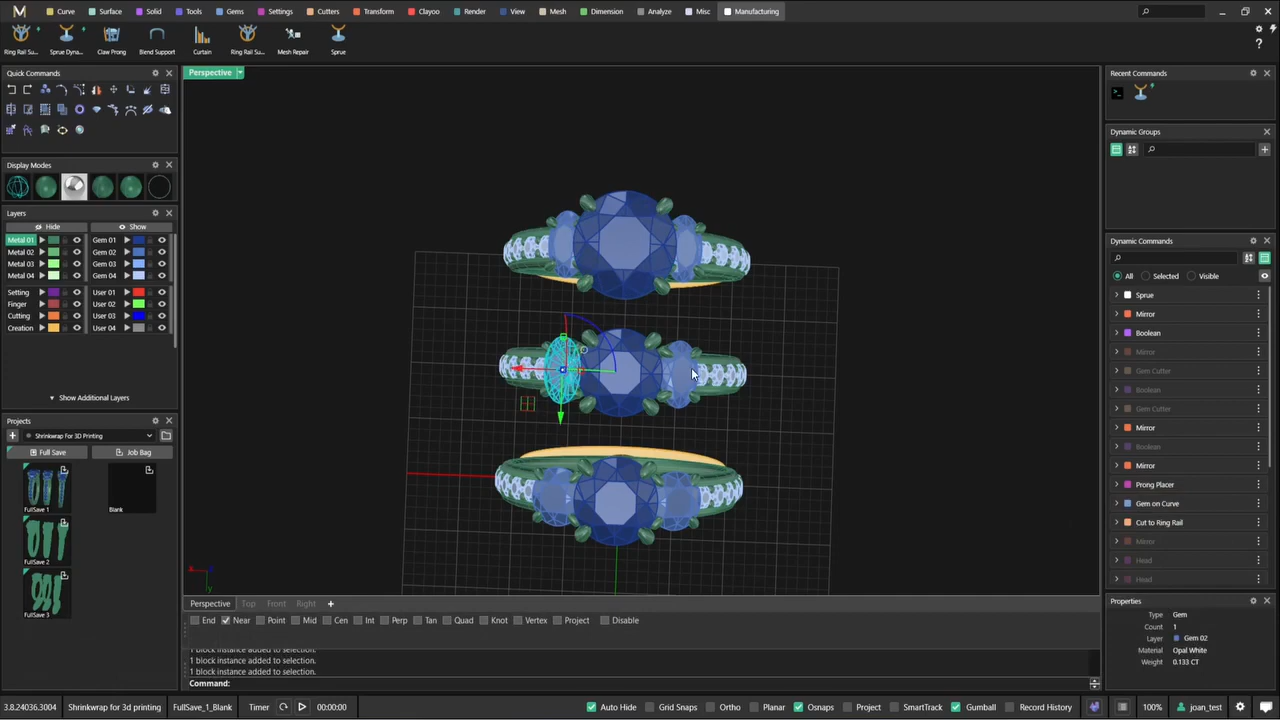 Curve Surface Solid Tools Gems Settings Cutters Transform Clayoo Render View Mesh Dimension Analyze Misc Manufacturing
Ring Rail Su... Sprue Dyna... Claw Prong Blend Support Curtain Ring Rail Su... Mesh Repair Sprue
?
Quick Commands
Display Modes
Layers
Hide Show
Metal 01 Gem 01
Metal 02 Gem 02
Metal 03 Gem 03
Metal 04 Gem 04
Setting User 01
Finger User 02
Cutting User 03
Creation User 04
Show Additional Layers
Projects
Shrinkwrap For 3D Printing
Full Save Job Bag
FullSave 1 Blank
FullSave 2
FullSave 3
Perspective
x
y
Perspective Top Front Right
End Near Point Mid Cen Int Perp Tan Quad Knot Vertex Project Disable
1 block instance added to selection.
1 block instance added to selection.
1 block instance added to selection.
Command:
Recent Commands
Dynamic Groups
Dynamic Commands
All Selected Visible
Sprue
Mirror
Boolean
Mirror
Gem Cutter
Boolean
Gem Cutter
Mirror
Boolean
Mirror
Prong Placer
Gem on Curve
Cut to Ring Rail
Mirror
Head
Head
Properties
Type Gem
Count 1
Layer Gem 02
Material Opal White
Weight 0.133 CT
3.8.24036.3004 Shrinkwrap for 3d printing FullSave_1_Blank Timer 00:00:00 Auto Hide Grid Snaps Ortho Planar Osnaps Project SmartTrack Gumball Record History 100% joan_test